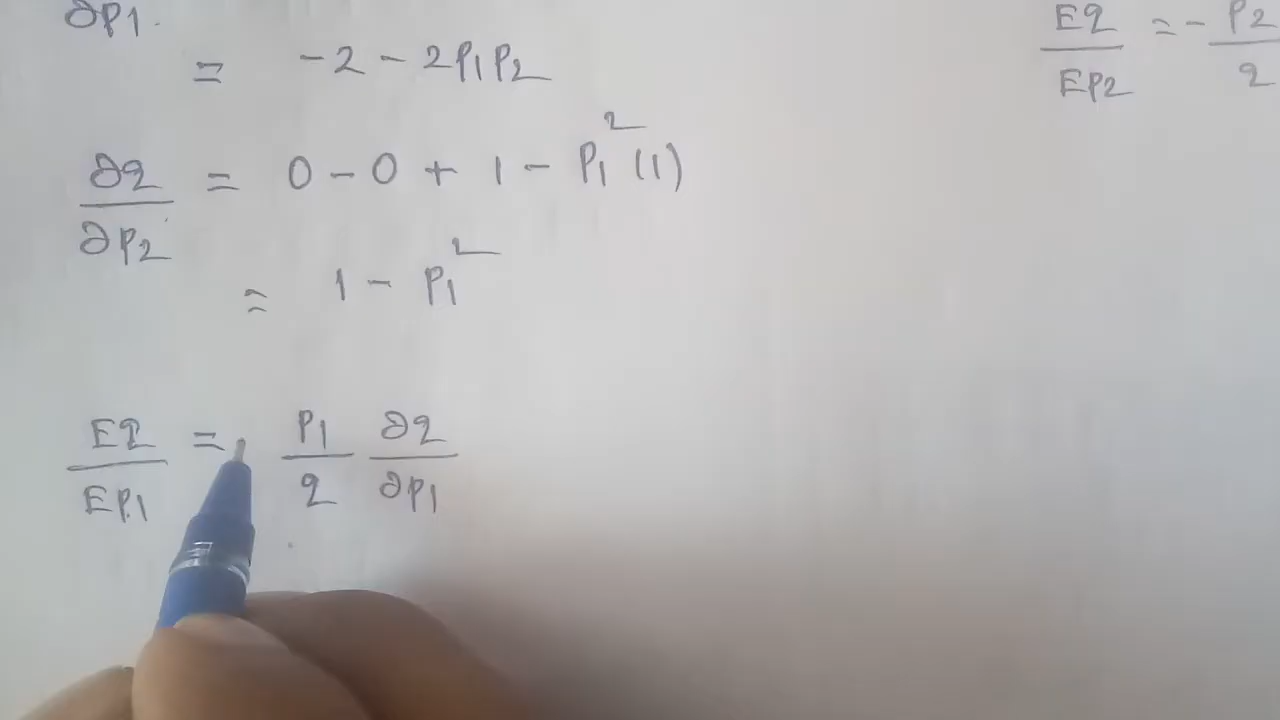 ∂P1.
= -2 - 2P1P2
∂q/∂P2 = 0 - 0 + 1 - P1² (1)
= 1 - P1²
Eq/EP1 = P1/q ∂q/∂P1
Eq/EP2 = - P2/q